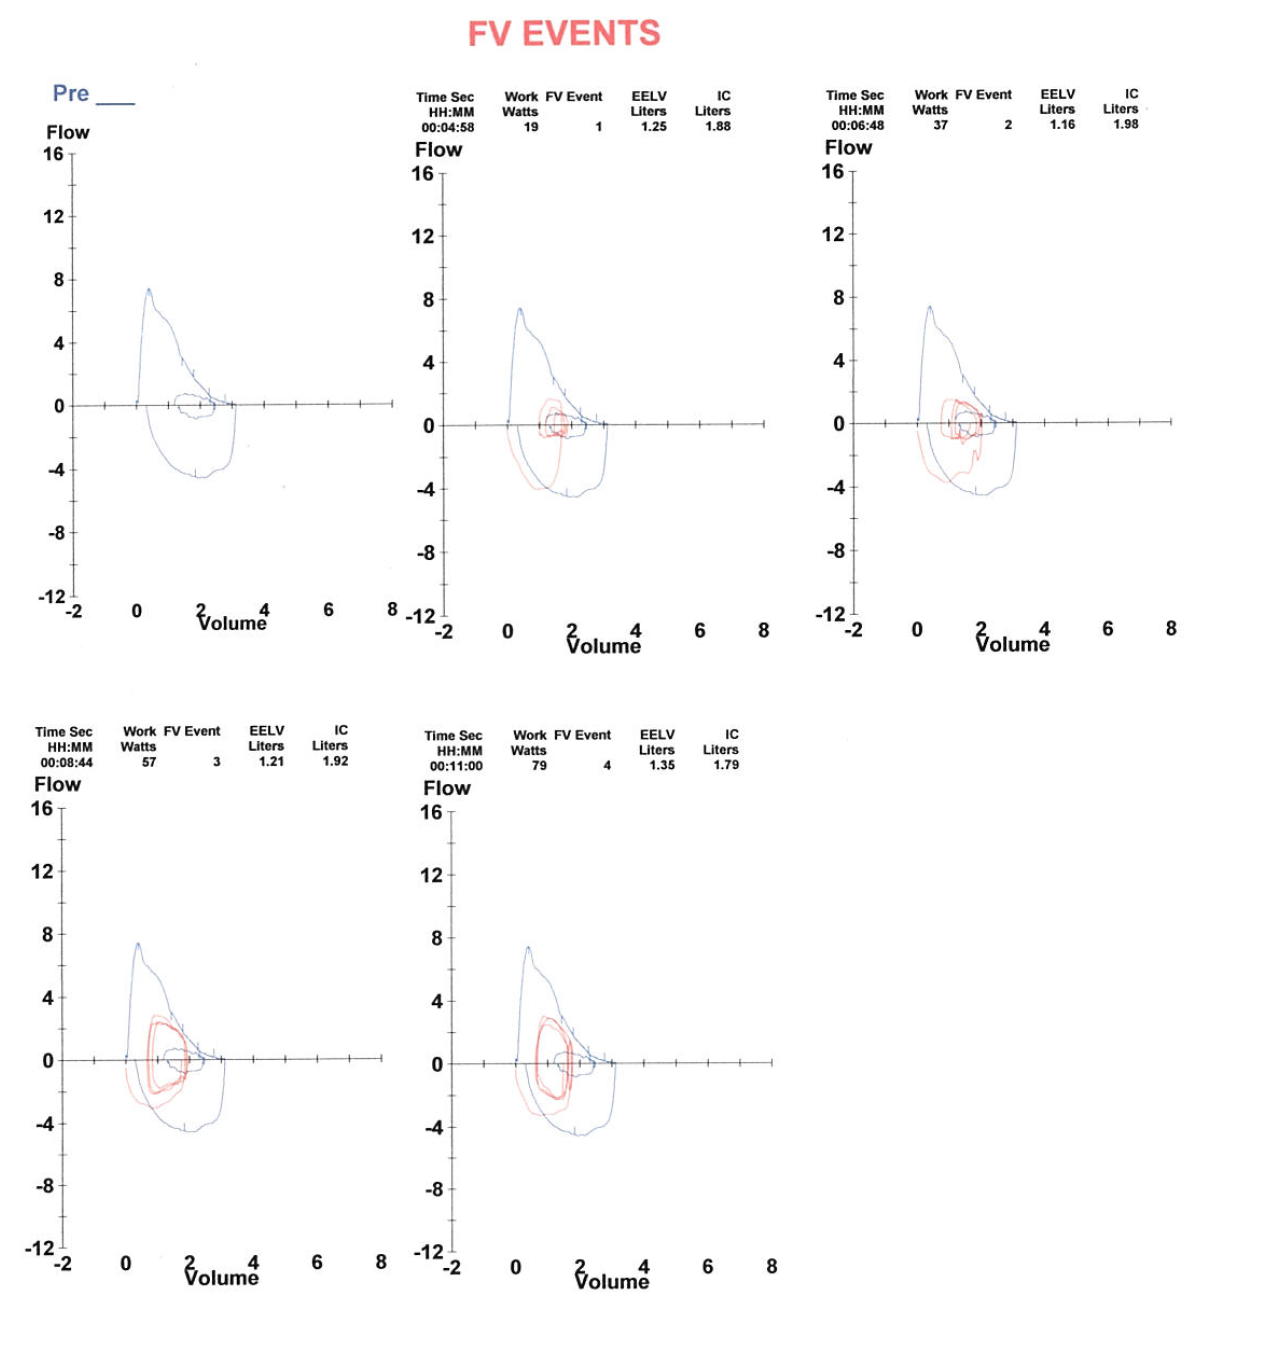 FV EVENTS
Pre ___
Flow
16
12
8
4
0
-4
-8
-12
-2 0 2 4 6 8
Volume
Time Sec Work FV Event EELV IC
HH:MM Watts Liters Liters
00:04:58 19 1 1.25 1.88
Flow
16
12
8
4
0
-4
-8
-12
-2 0 2 4 6 8
Volume
Time Sec Work FV Event EELV IC
HH:MM Watts Liters Liters
00:06:48 37 2 1.16 1.98
Flow
16
12
8
4
0
-4
-8
-12
-2 0 2 4 6 8
Volume
Time Sec Work FV Event EELV IC
HH:MM Watts Liters Liters
00:08:44 57 3 1.21 1.92
Flow
16
12
8
4
0
-4
-8
-12
-2 0 2 4 6 8
Volume
Time Sec Work FV Event EELV IC
HH:MM Watts Liters Liters
00:11:00 79 4 1.35 1.79
Flow
16
12
8
4
0
-4
-8
-12
-2 0 2 4 6 8
Volume